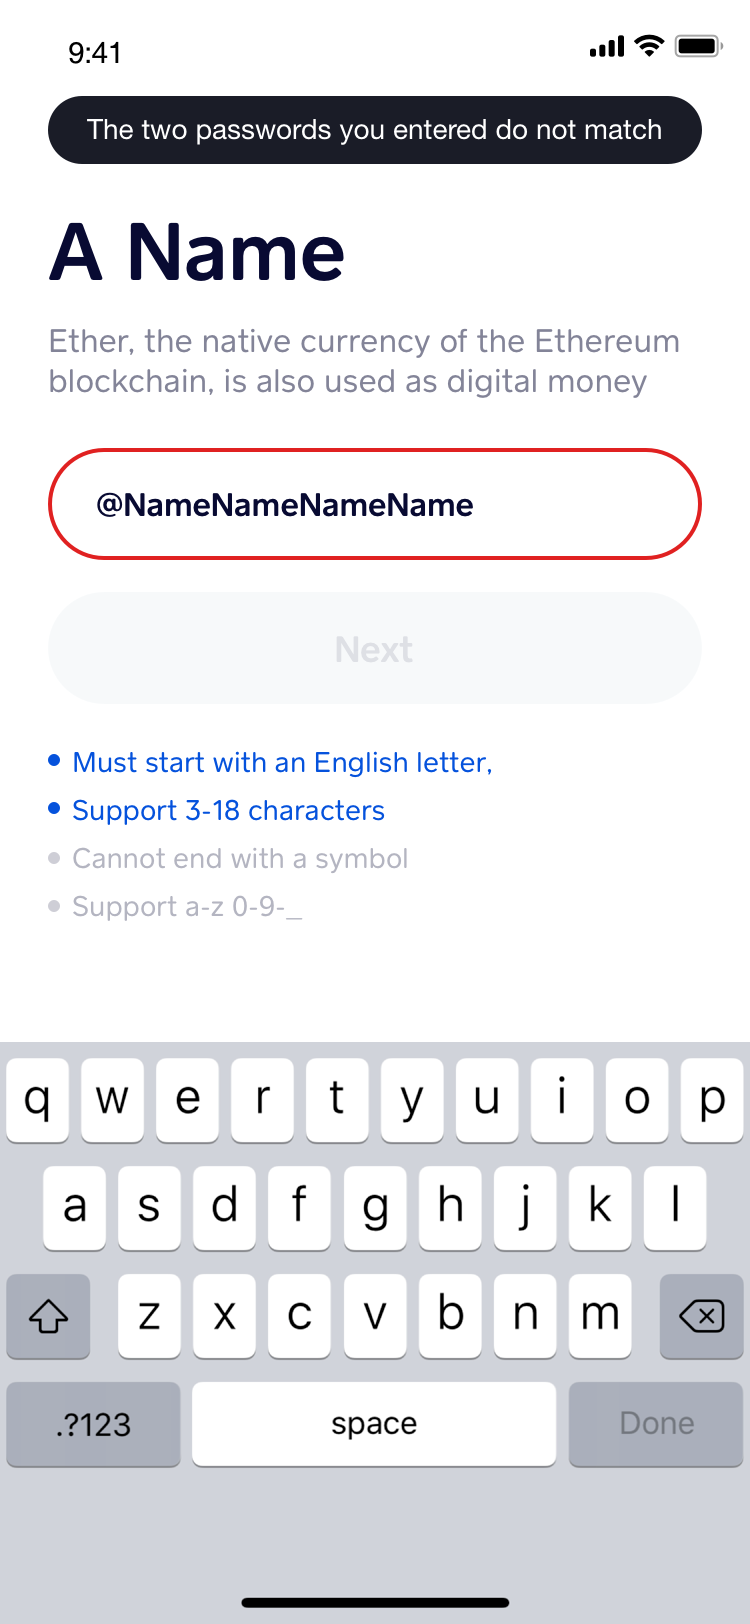 9:41
The two passwords you entered do not match
A Name
Ether, the native currency of the Ethereum
blockchain, is also used as digital money
@NameNameNameName
Next
Must start with an English letter,
Support 3-18 characters
Cannot end with a symbol
Support a-z 0-9-_
q w e r t y u i o p
a s d f g h j k l
z x c v b n m
.?123 space Done